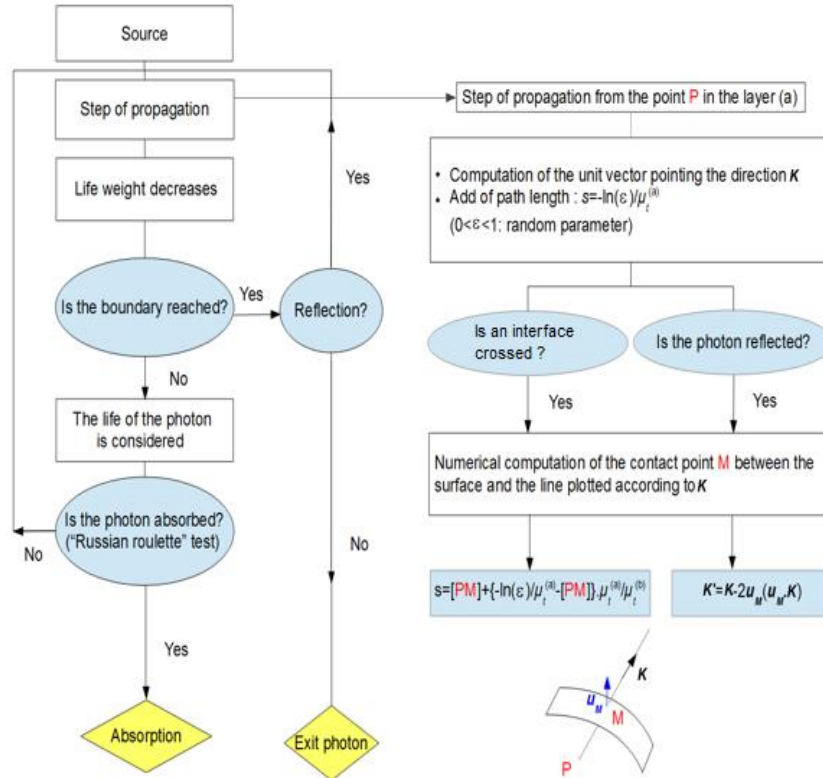 Source
Step of propagation
Life weight decreases
Is the boundary reached?
Yes
Reflection?
Yes
No
The life of the photon
is considered
Is the photon absorbed?
("Russian roulette" test)
No
No
Yes
Absorption
Exit photon
Step of propagation from the point P in the layer (a)
• Computation of the unit vector pointing the direction K
• Add of path length : s=-ln(ε)/μt(a)
(0<ε<1: random parameter)
Is an interface
crossed ?
Is the photon reflected?
Yes
Yes
Numerical computation of the contact point M between the
surface and the line plotted according to K
s=[PM]+{-ln(ε)/μt(a)-[PM]}.μt(a)/μt(b)
K'=K-2uM(uM.K)
K
uM
M
P